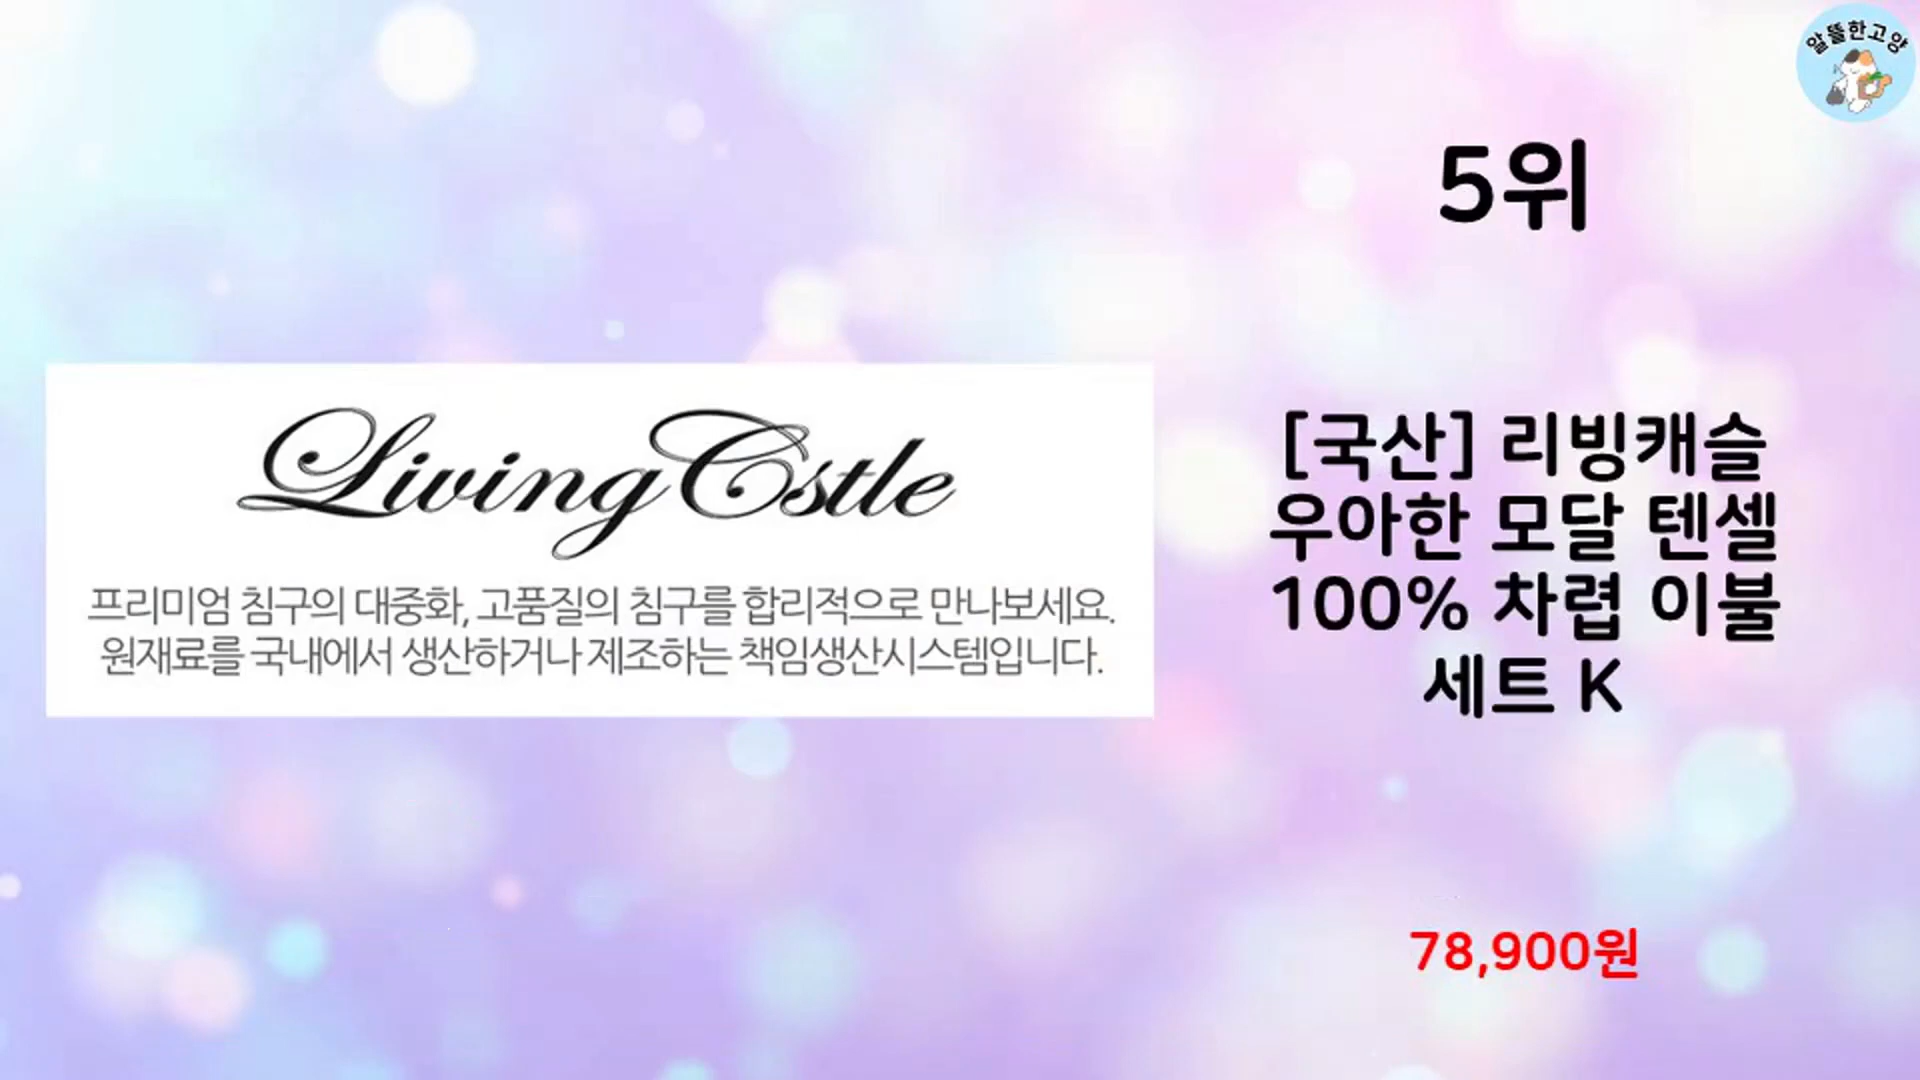 알뜰한고양
5위
LivingCstle
프리미엄 침구의 대중화, 고품질의 침구를 합리적으로 만나보세요.
원재료를 국내에서 생산하거나 제조하는 책임생산시스템입니다.
[국산] 리빙캐슬
우아한 모달 텐셀
100% 차렵 이불
세트 K
78,900원